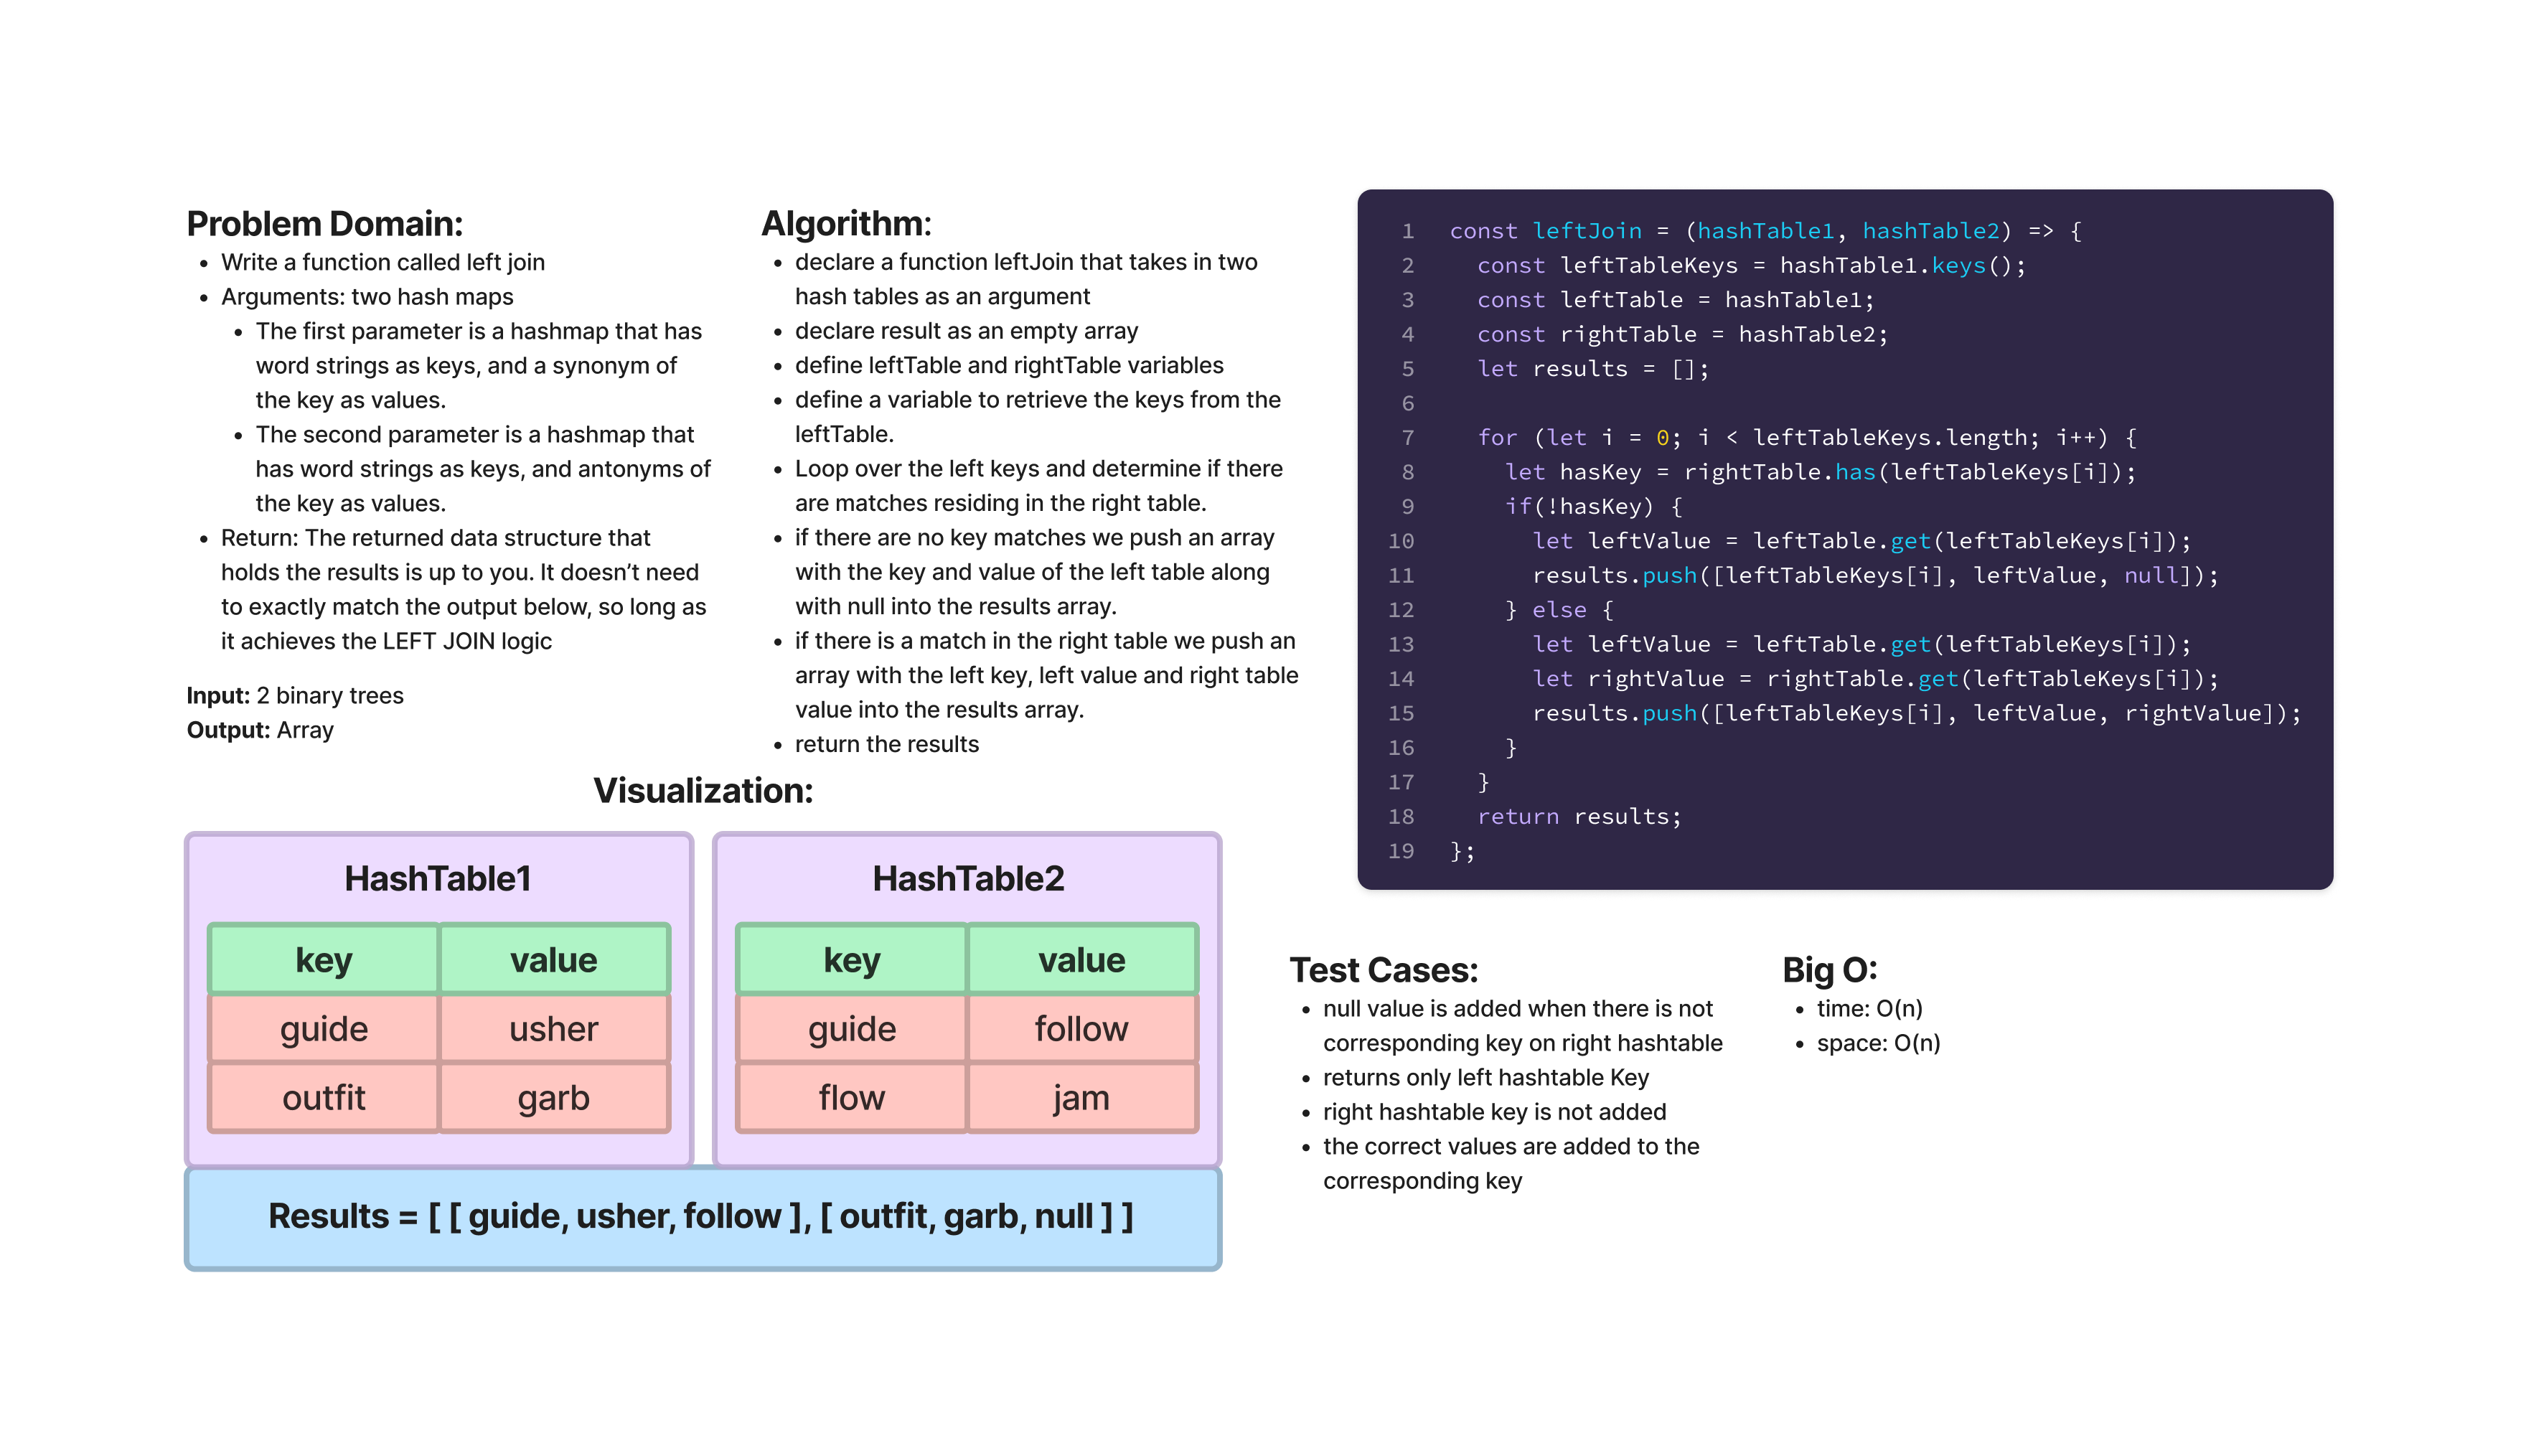 Problem Domain:
• Write a function called left join
• Arguments: two hash maps
• The first parameter is a hashmap that has
word strings as keys, and a synonym of
the key as values.
• The second parameter is a hashmap that
has word strings as keys, and antonyms of
the key as values.
• Return: The returned data structure that
holds the results is up to you. It doesn’t need
to exactly match the output below, so long as
it achieves the LEFT JOIN logic
Input: 2 binary trees
Output: Array
Algorithm:
• declare a function leftJoin that takes in two
hash tables as an argument
• declare result as an empty array
• define leftTable and rightTable variables
• define a variable to retrieve the keys from the
leftTable.
• Loop over the left keys and determine if there
are matches residing in the right table.
• if there are no key matches we push an array
with the key and value of the left table along
with null into the results array.
• if there is a match in the right table we push an
array with the left key, left value and right table
value into the results array.
• return the results
1 const leftJoin = (hashTable1, hashTable2) => {
2   const leftTableKeys = hashTable1.keys();
3   const leftTable = hashTable1;
4   const rightTable = hashTable2;
5   let results = [];
6
7   for (let i = 0; i < leftTableKeys.length; i++) {
8     let hasKey = rightTable.has(leftTableKeys[i]);
9     if(!hasKey) {
10       let leftValue = leftTable.get(leftTableKeys[i]);
11       results.push([leftTableKeys[i], leftValue, null]);
12     } else {
13       let leftValue = leftTable.get(leftTableKeys[i]);
14       let rightValue = rightTable.get(leftTableKeys[i]);
15       results.push([leftTableKeys[i], leftValue, rightValue]);
16     }
17   }
18   return results;
19 };
Visualization:
HashTable1
key value
guide usher
outfit garb
HashTable2
key value
guide follow
flow jam
Results = [ [ guide, usher, follow ], [ outfit, garb, null ] ]
Test Cases:
• null value is added when there is not
corresponding key on right hashtable
• returns only left hashtable Key
• right hashtable key is not added
• the correct values are added to the
corresponding key
Big O:
• time: O(n)
• space: O(n)